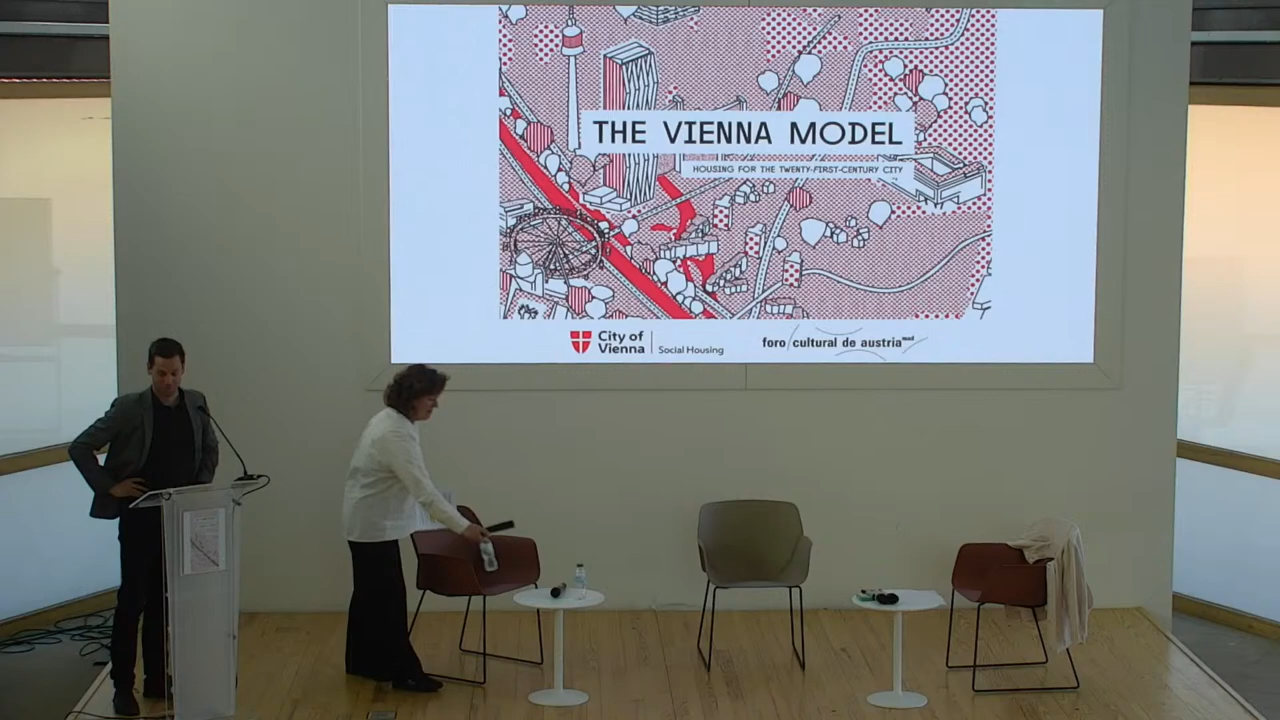 THE VIENNA MODEL
HOUSING FOR THE TWENTY-FIRST-CENTURY CITY
City of
Vienna
Social Housing
foro cultural de austria mad